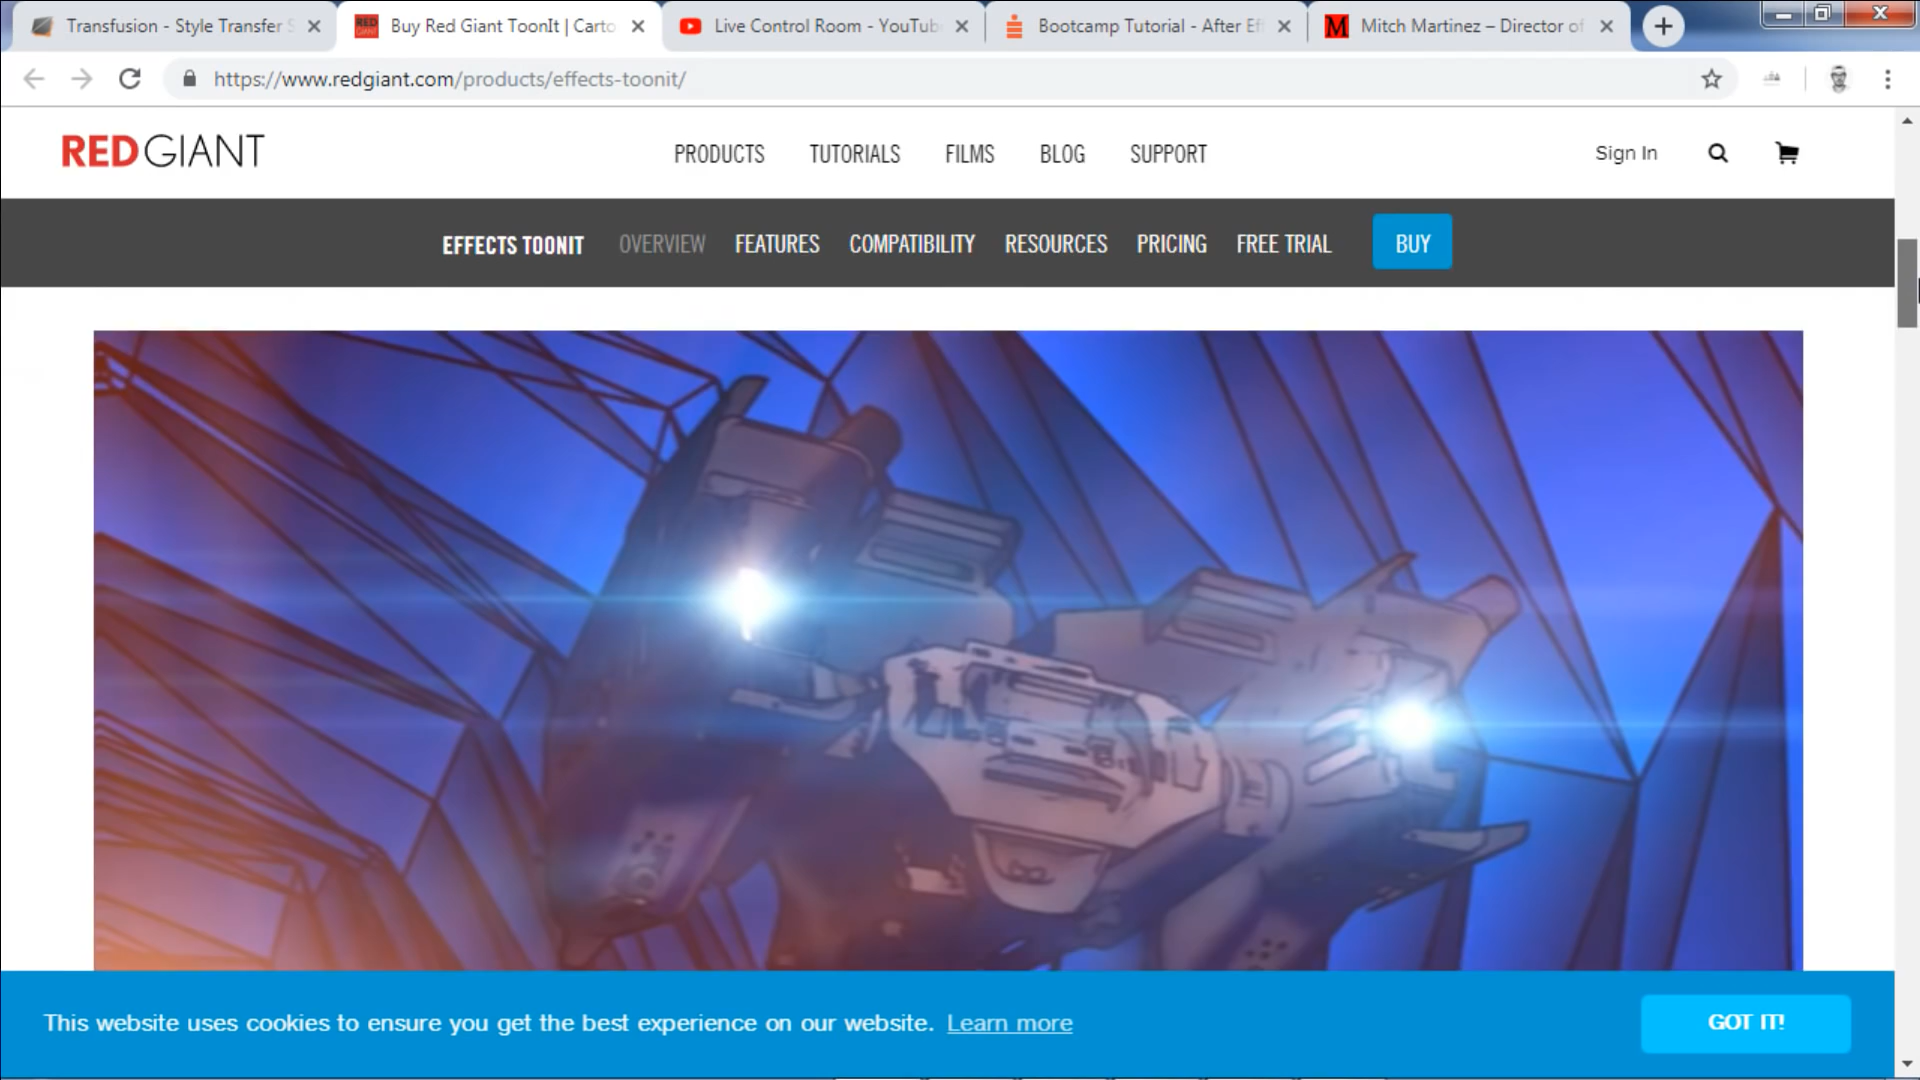 Transfusion - Style Transfer S
Buy Red Giant ToonIt | Carto
Live Control Room - YouTub
Bootcamp Tutorial - After Ef
Mitch Martinez – Director of
https://www.redgiant.com/products/effects-toonit/
RED GIANT
PRODUCTS
TUTORIALS
FILMS
BLOG
SUPPORT
Sign In
EFFECTS TOONIT
OVERVIEW
FEATURES
COMPATIBILITY
RESOURCES
PRICING
FREE TRIAL
BUY
This website uses cookies to ensure you get the best experience on our website. Learn more
GOT IT!